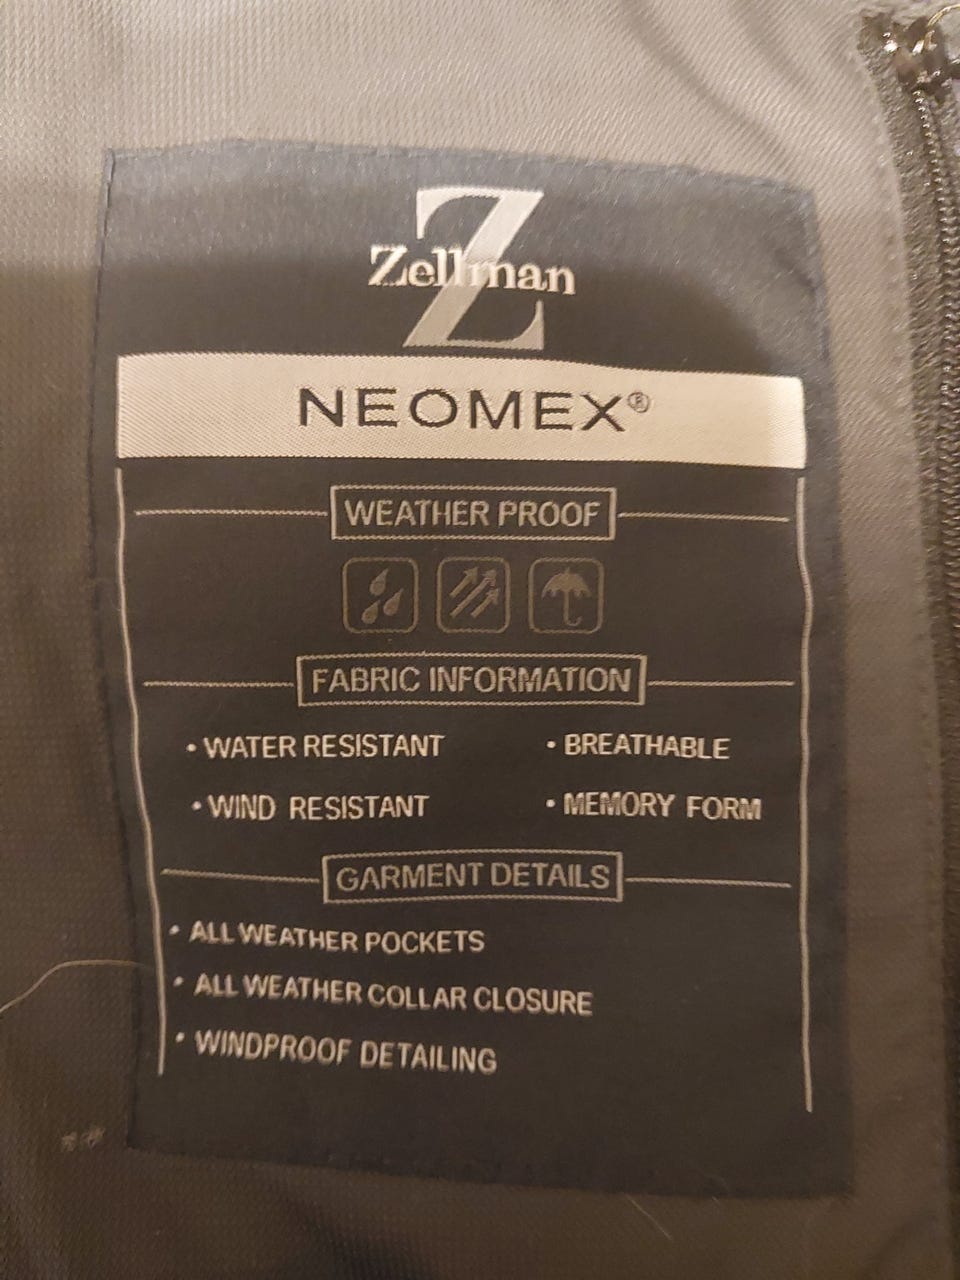 Z
Zellman
NEOMEX®
WEATHER PROOF
FABRIC INFORMATION
• WATER RESISTANT • BREATHABLE
• WIND RESISTANT • MEMORY FORM
GARMENT DETAILS
• ALL WEATHER POCKETS
• ALL WEATHER COLLAR CLOSURE
• WINDPROOF DETAILING